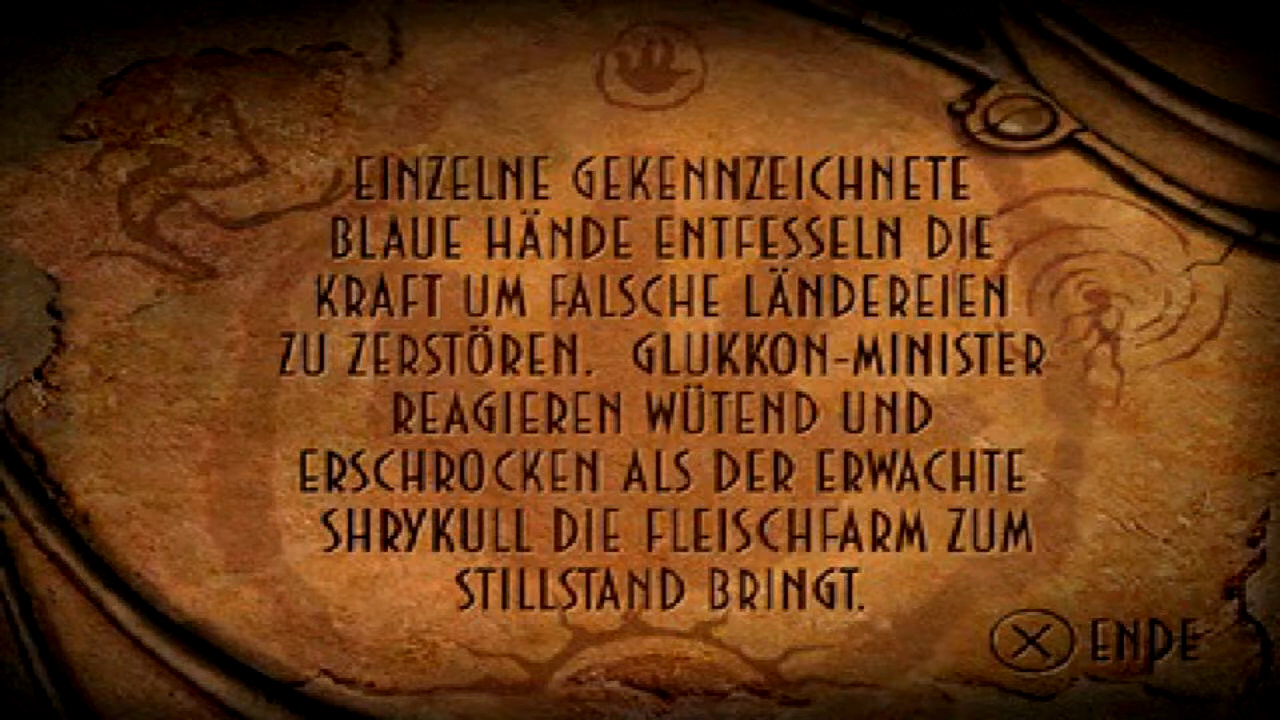 EINZELNE GEKENNZEICHNETE
BLAUE HÄNDE ENTFESSELN DIE
KRAFT UM FALSCHE LÄNDEREIEN
ZU ZERSTÖREN. GLUKKON-MINISTER
REAGIEREN WÜTEND UND
ERSCHROCKEN ALS DER ERWACHTE
SHRYKULL DIE FLEISCHFARM ZUM
STILLSTAND BRINGT.
X ENDE